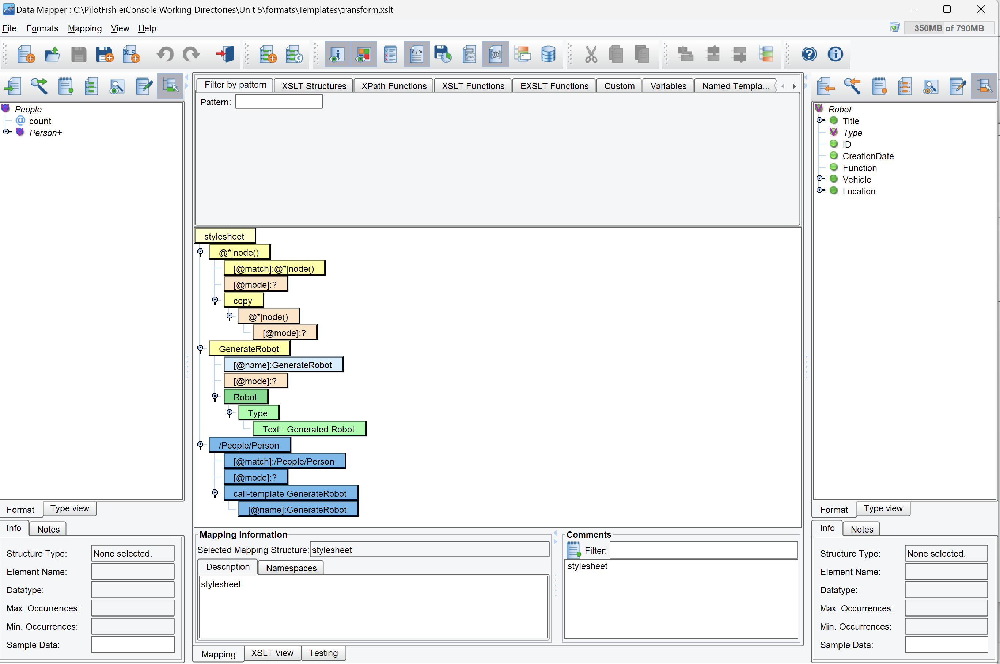 Data Mapper : C:\PilotFish eiConsole Working Directories\Unit 5\formats\Templates\transform.xslt
File Formats Mapping View Help
350MB of 790MB
XLS
Filter by pattern XSLT Structures XPath Functions XSLT Functions EXSLT Functions Custom Variables Named Templa...
Pattern:
People
count
Person+
stylesheet
@*|node()
[@match]:@*|node()
[@mode]:?
copy
@*|node()
[@mode]:?
GenerateRobot
[@name]:GenerateRobot
[@mode]:?
Robot
Type
Text : Generated Robot
/People/Person
[@match]:/People/Person
[@mode]:?
call-template GenerateRobot
[@name]:GenerateRobot
Robot
Title
Type
ID
CreationDate
Function
Vehicle
Location
Format Type view
Info Notes
Structure Type: None selected.
Element Name:
Datatype:
Max. Occurrences:
Min. Occurrences:
Sample Data:
Mapping Information
Selected Mapping Structure: stylesheet
Description Namespaces
stylesheet
Comments
Filter:
stylesheet
Mapping XSLT View Testing
Format Type view
Info Notes
Structure Type: None selected.
Element Name:
Datatype:
Max. Occurrences:
Min. Occurrences:
Sample Data: